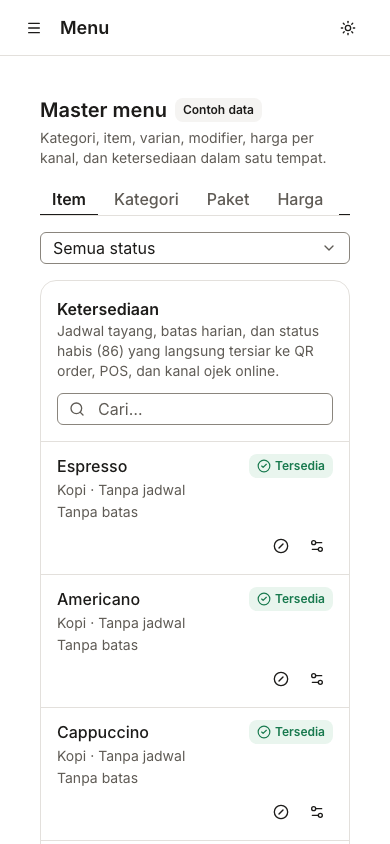 Menu
Master menu
Contoh data
Kategori, item, varian, modifier, harga per
kanal, dan ketersediaan dalam satu tempat.
Item
Kategori
Paket
Harga
Semua status
Ketersediaan
Jadwal tayang, batas harian, dan status
habis (86) yang langsung tersiar ke QR
order, POS, dan kanal ojek online.
Cari...
Espresso
Tersedia
Kopi · Tanpa jadwal
Tanpa batas
Americano
Tersedia
Kopi · Tanpa jadwal
Tanpa batas
Cappuccino
Tersedia
Kopi · Tanpa jadwal
Tanpa batas